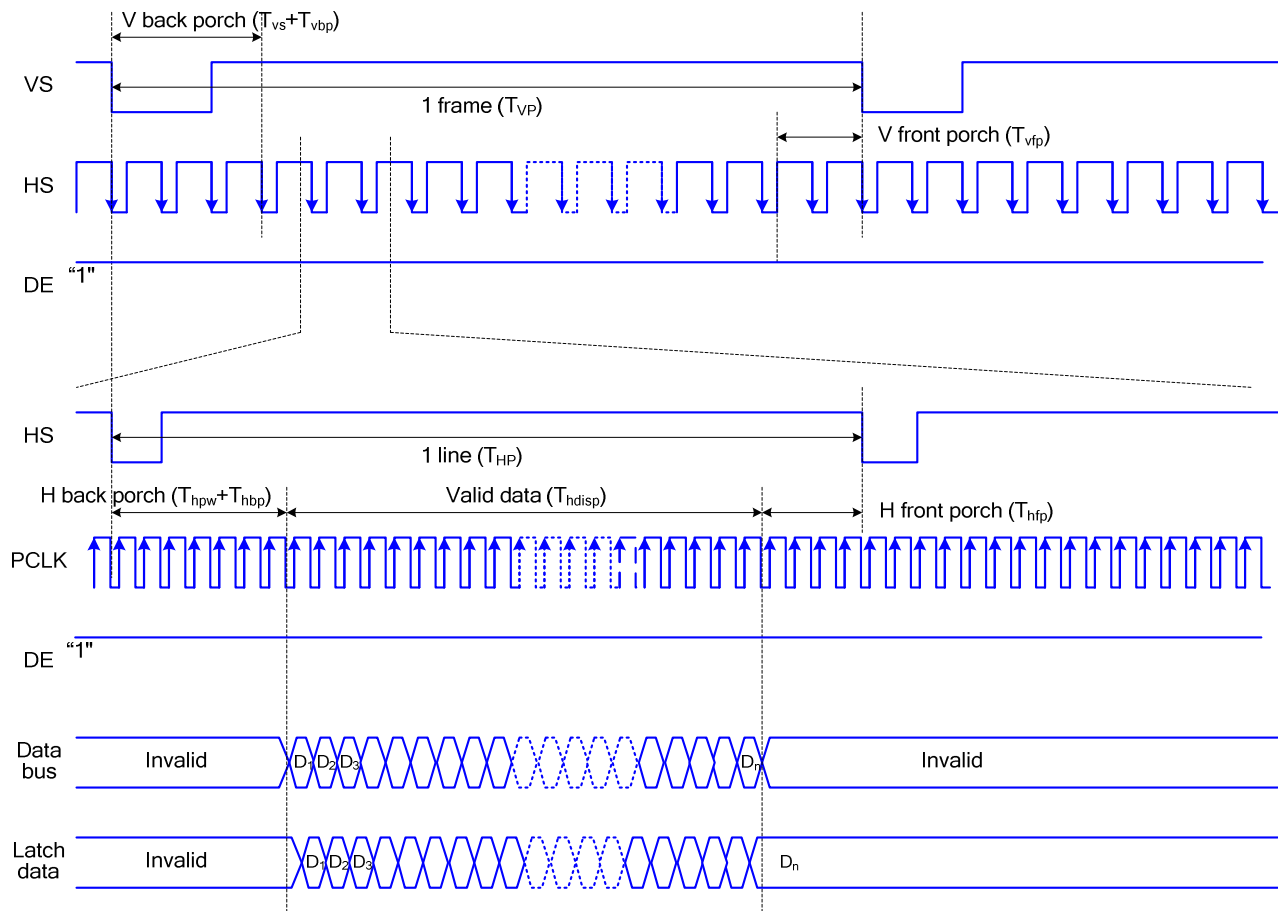 V back porch (Tvs+Tvbp)
VS
1 frame (TVP)
V front porch (Tvfp)
HS
DE “1"
HS
1 line (THP)
H back porch (Thpw+Thbp)
Valid data (Thdisp)
H front porch (Thfp)
PCLK
DE “1"
Data
bus
Invalid
D1 D2 D3
Dn
Invalid
Latch
data
Invalid
D1 D2 D3
Dn